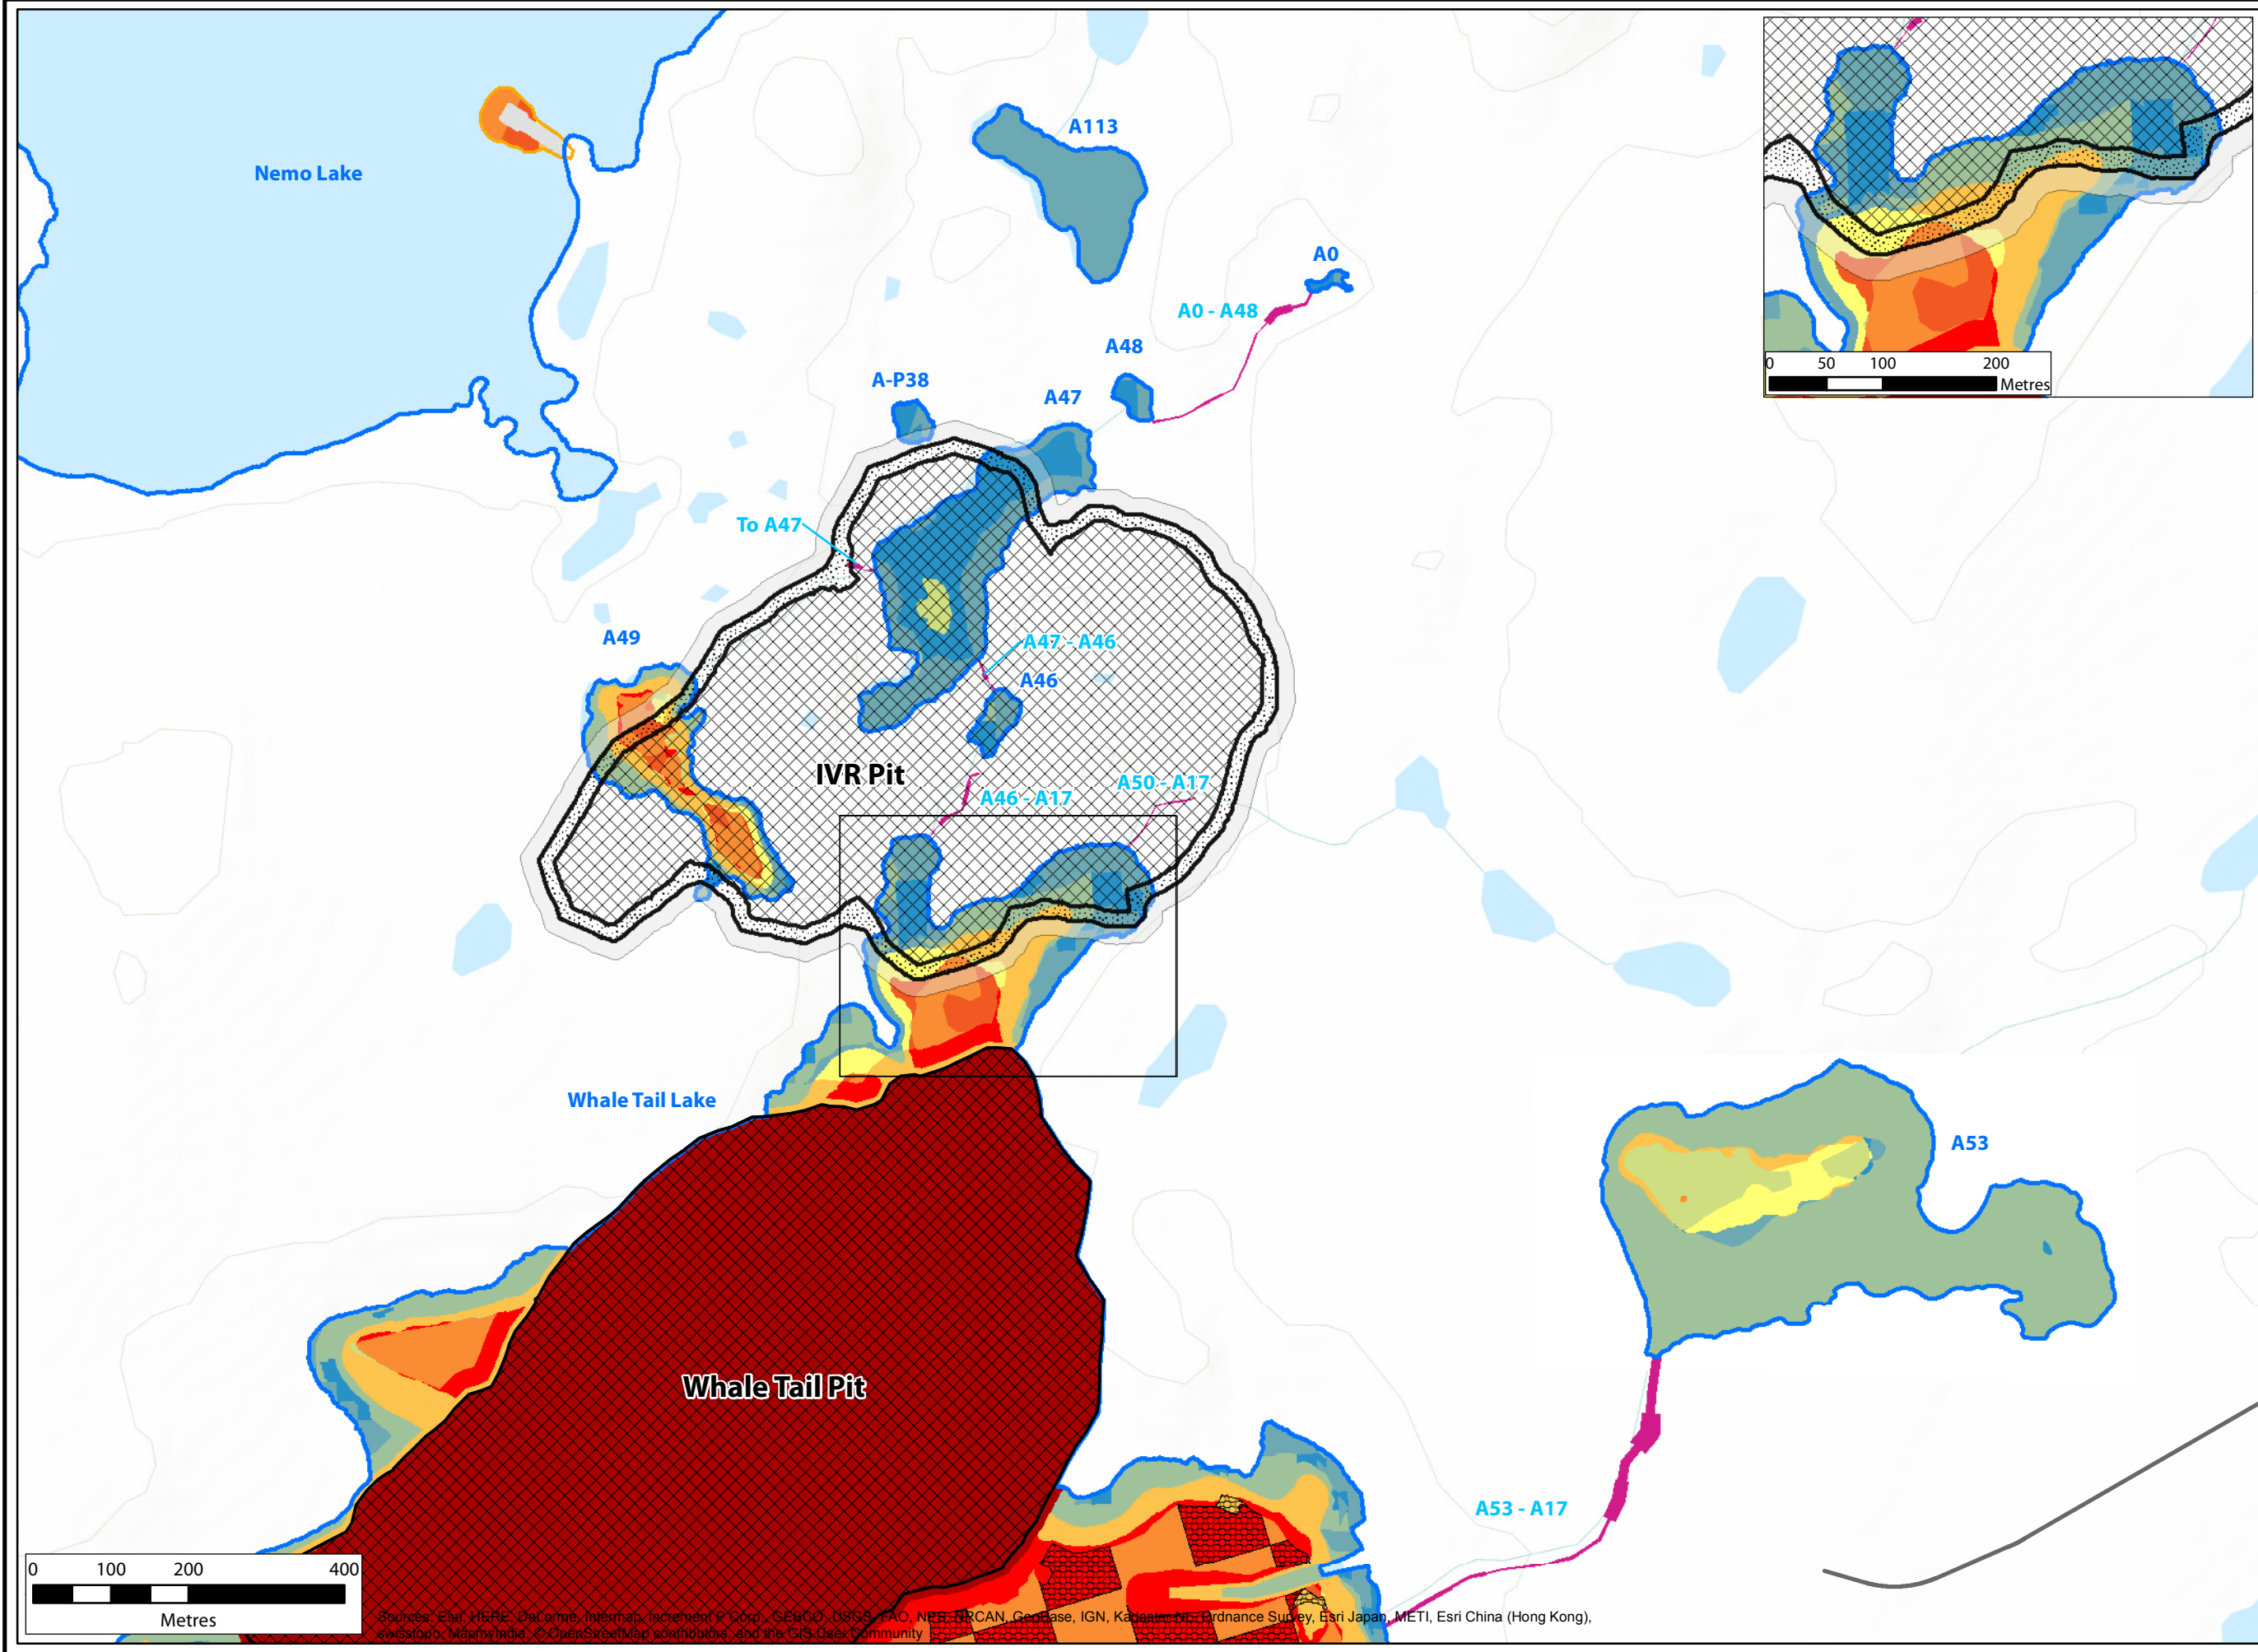 Nemo Lake
A113
A0
A0 - A48
A48
A-P38
A47
0 50 100 200
Metres
To A47
A49
A47 - A46
A46
IVR Pit
A46 - A17
A50 - A17
Whale Tail Lake
A53
Whale Tail Pit
A53 - A17
0 100 200 400
Metres
Sources: Esri, HERE, DeLorme, Intermap, increment P Corp., GEBCO, USGS, FAO, NPS, NRCAN, GeoBase, IGN, Kadaster NL, Ordnance Survey, Esri Japan, METI, Esri China (Hong Kong),
swisstopo, MapmyIndia, © OpenStreetMap contributors, and the GIS User Community